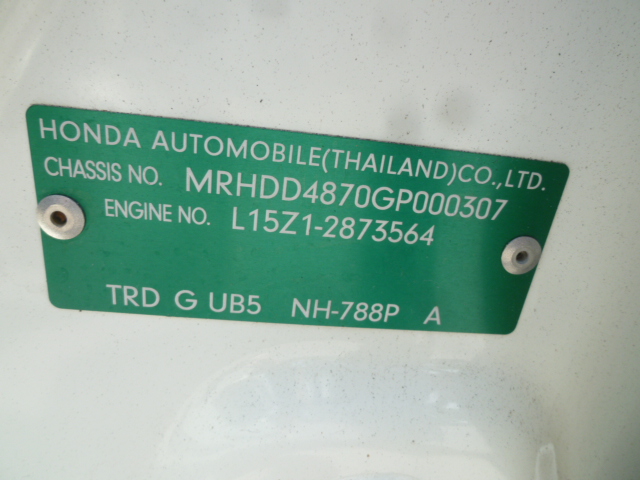 HONDA AUTOMOBILE(THAILAND)CO.,LTD.
CHASSIS NO. MRHDD4870GP000307
ENGINE NO. L15Z1-2873564
TRD G UB5 NH-788P A